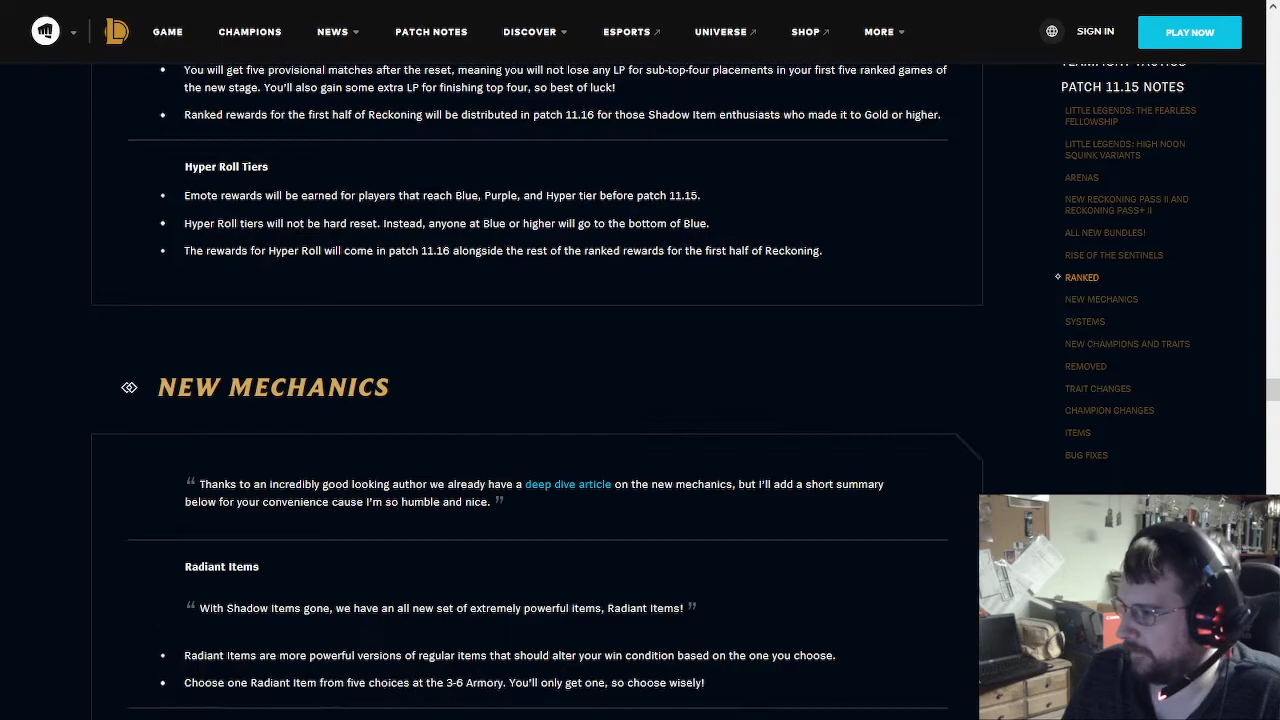 GAME CHAMPIONS NEWS PATCH NOTES DISCOVER ESPORTS UNIVERSE SHOP MORE SIGN IN PLAY NOW
You will get five provisional matches after the reset, meaning you will not lose any LP for sub-top-four placements in your first five ranked games of
the new stage. You'll also gain some extra LP for finishing top four, so best of luck!
Ranked rewards for the first half of Reckoning will be distributed in patch 11.16 for those Shadow Item enthusiasts who made it to Gold or higher.
Hyper Roll Tiers
Emote rewards will be earned for players that reach Blue, Purple, and Hyper tier before patch 11.15.
Hyper Roll tiers will not be hard reset. Instead, anyone at Blue or higher will go to the bottom of Blue.
The rewards for Hyper Roll will come in patch 11.16 alongside the rest of the ranked rewards for the first half of Reckoning.
NEW MECHANICS
“ Thanks to an incredibly good looking author we already have a deep dive article on the new mechanics, but I'll add a short summary
below for your convenience cause I'm so humble and nice. ”
Radiant Items
“ With Shadow Items gone, we have an all new set of extremely powerful items, Radiant Items! ”
Radiant Items are more powerful versions of regular items that should alter your win condition based on the one you choose.
Choose one Radiant Item from five choices at the 3-6 Armory. You'll only get one, so choose wisely!
TEAMFIGHT TACTICS
PATCH 11.15 NOTES
LITTLE LEGENDS: THE FEARLESS
FELLOWSHIP
LITTLE LEGENDS: HIGH NOON
SQUINK VARIANTS
ARENAS
NEW RECKONING PASS II AND
RECKONING PASS+ II
ALL NEW BUNDLES!
RISE OF THE SENTINELS
RANKED
NEW MECHANICS
SYSTEMS
NEW CHAMPIONS AND TRAITS
REMOVED
TRAIT CHANGES
CHAMPION CHANGES
ITEMS
BUG FIXES